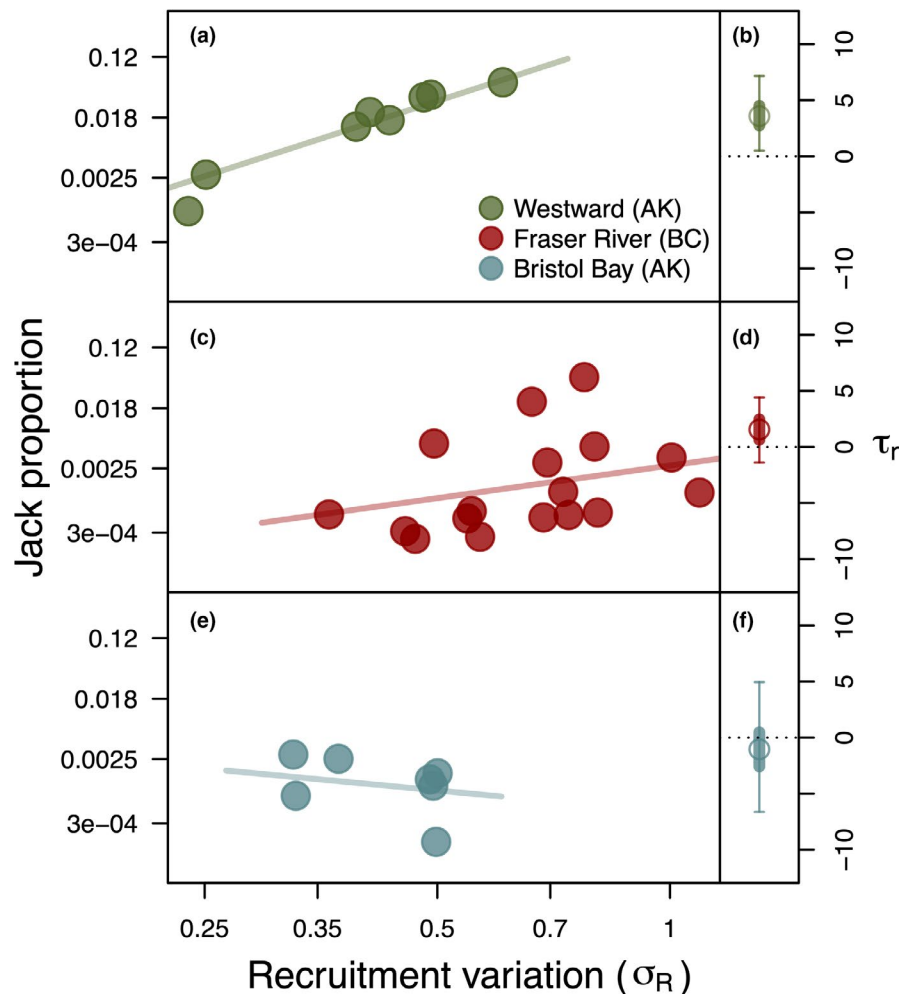 (a)
0.12
0.018
0.0025
3e-04
Westward (AK)
Fraser River (BC)
Bristol Bay (AK)
(b)
10
5
0
-10
(c)
0.12
0.018
0.0025
3e-04
(d)
10
5
0
-10
(e)
0.12
0.018
0.0025
3e-04
(f)
10
5
0
-10
Jack proportion
τr
0.25 0.35 0.5 0.7 1
Recruitment variation (σR)